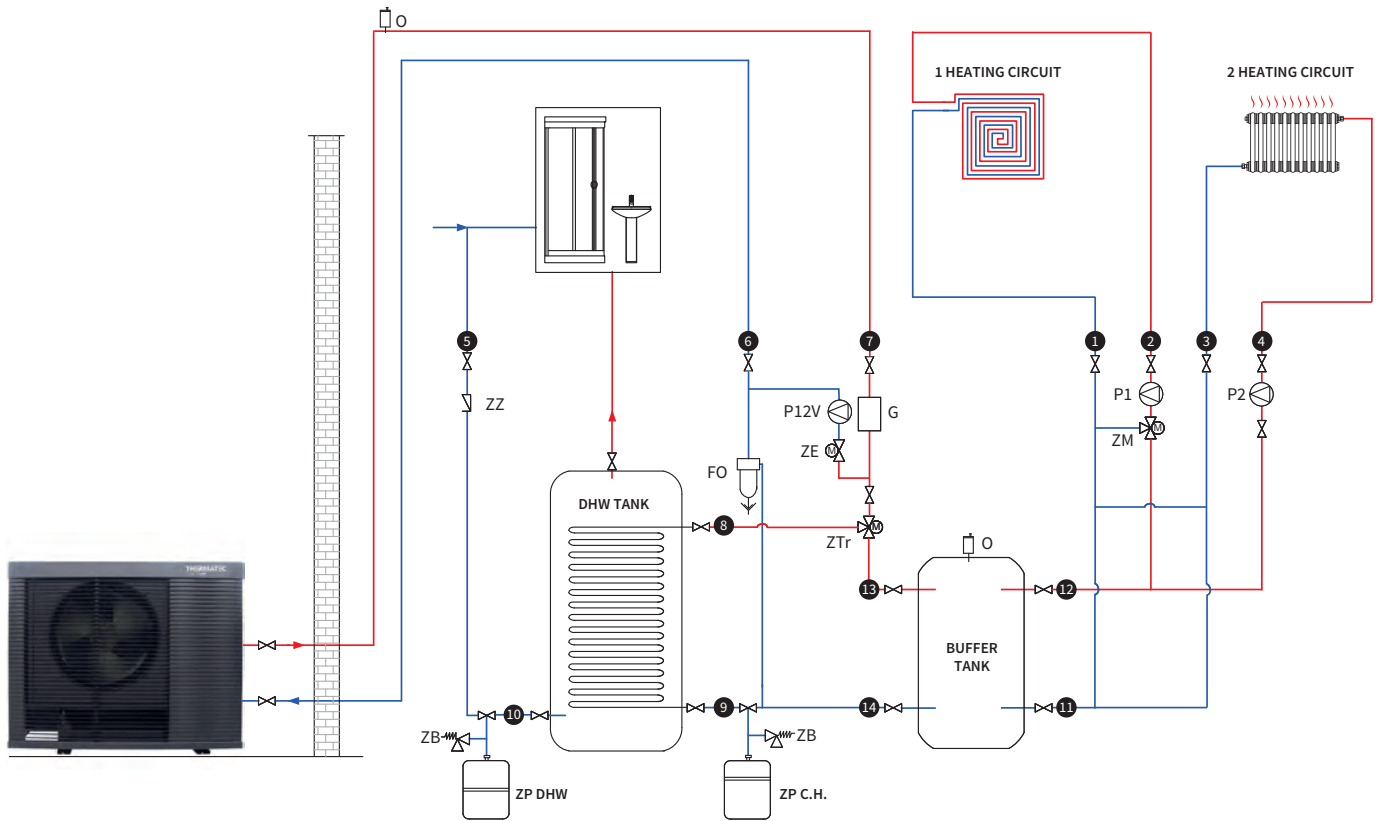 O
1 HEATING CIRCUIT
2 HEATING CIRCUIT
5
6
7
1
2
3
4
ZZ
P12V
G
P1
P2
ZM
ZE
M
M
FO
DHW TANK
8
M
ZTr
O
13
12
THERMATEC
BUFFER
TANK
10
9
14
11
ZB
ZB
ZP DHW
ZP C.H.